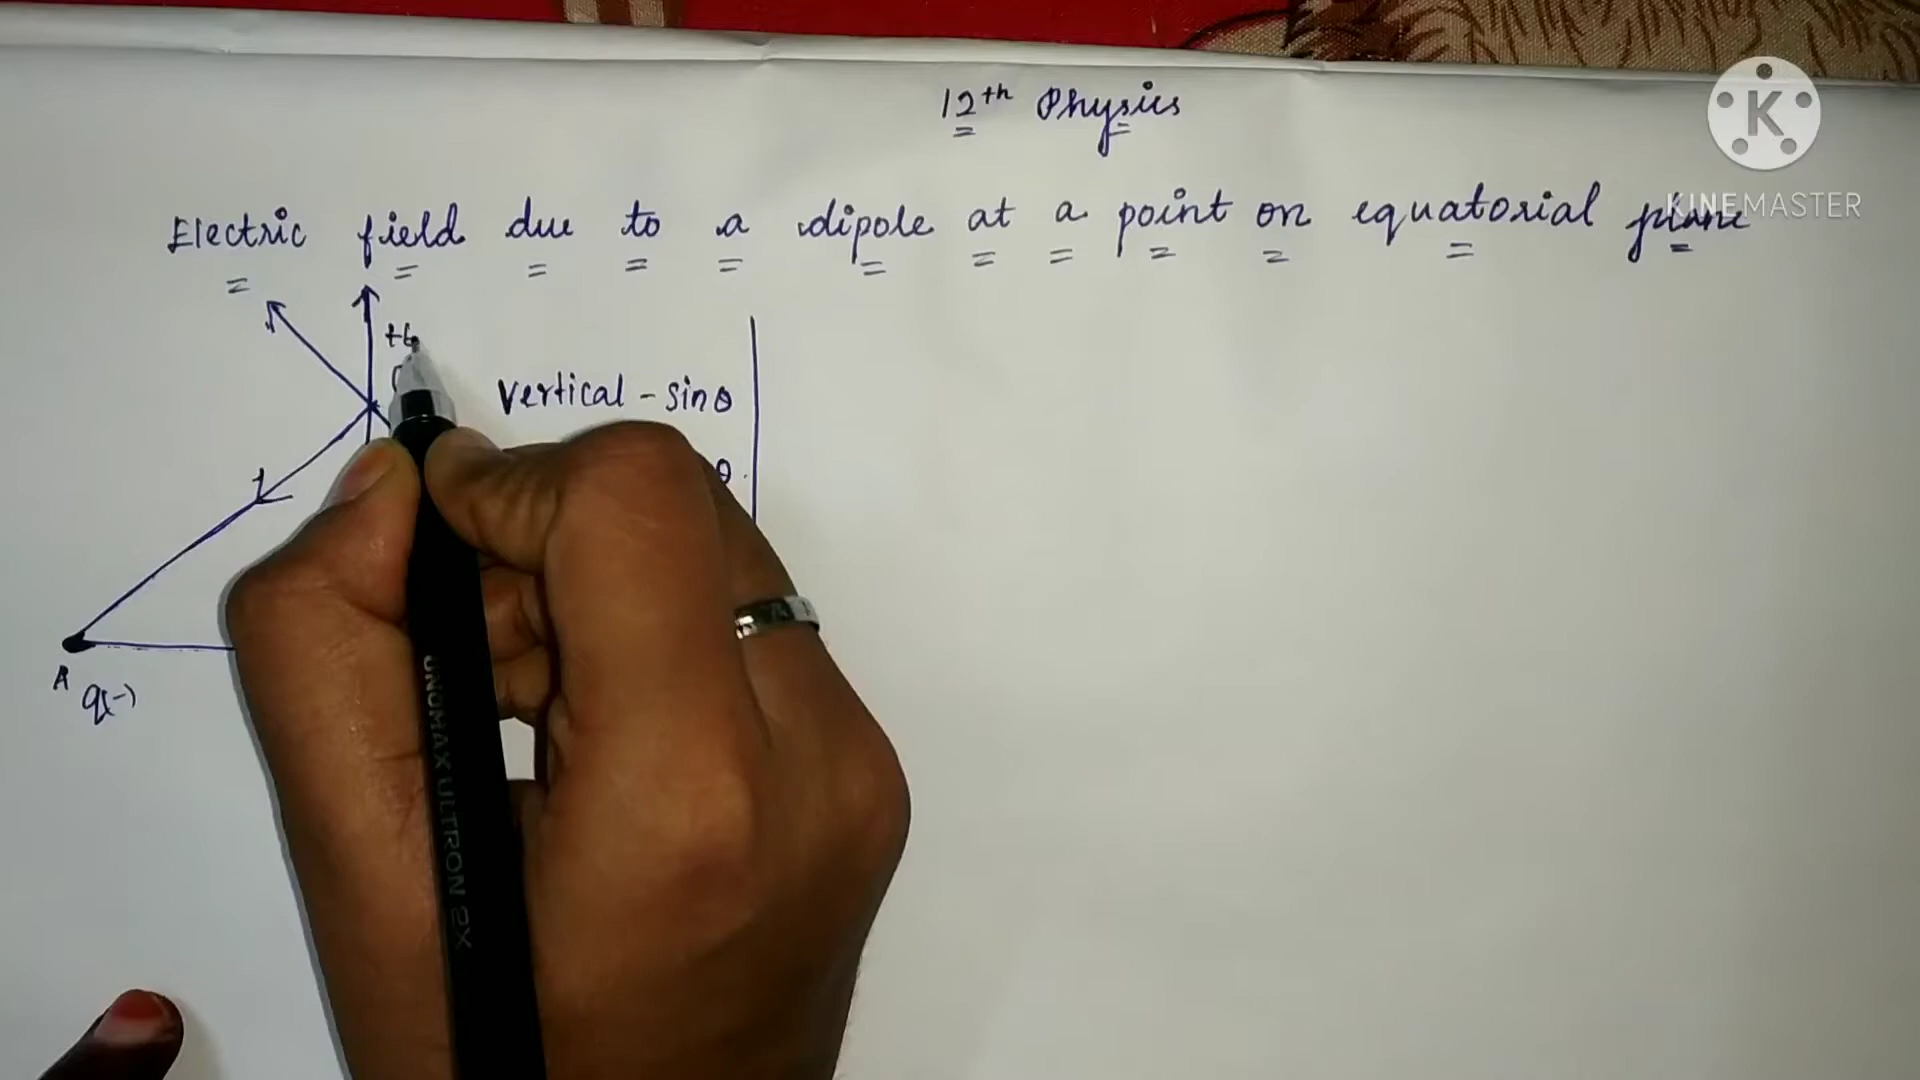 12th Physics
K
KINEMASTER
Electric field due to a dipole at a point on equatorial plane
Vertical - sinθ
θ
A q(-)
UNOMAX ULTRON 2X